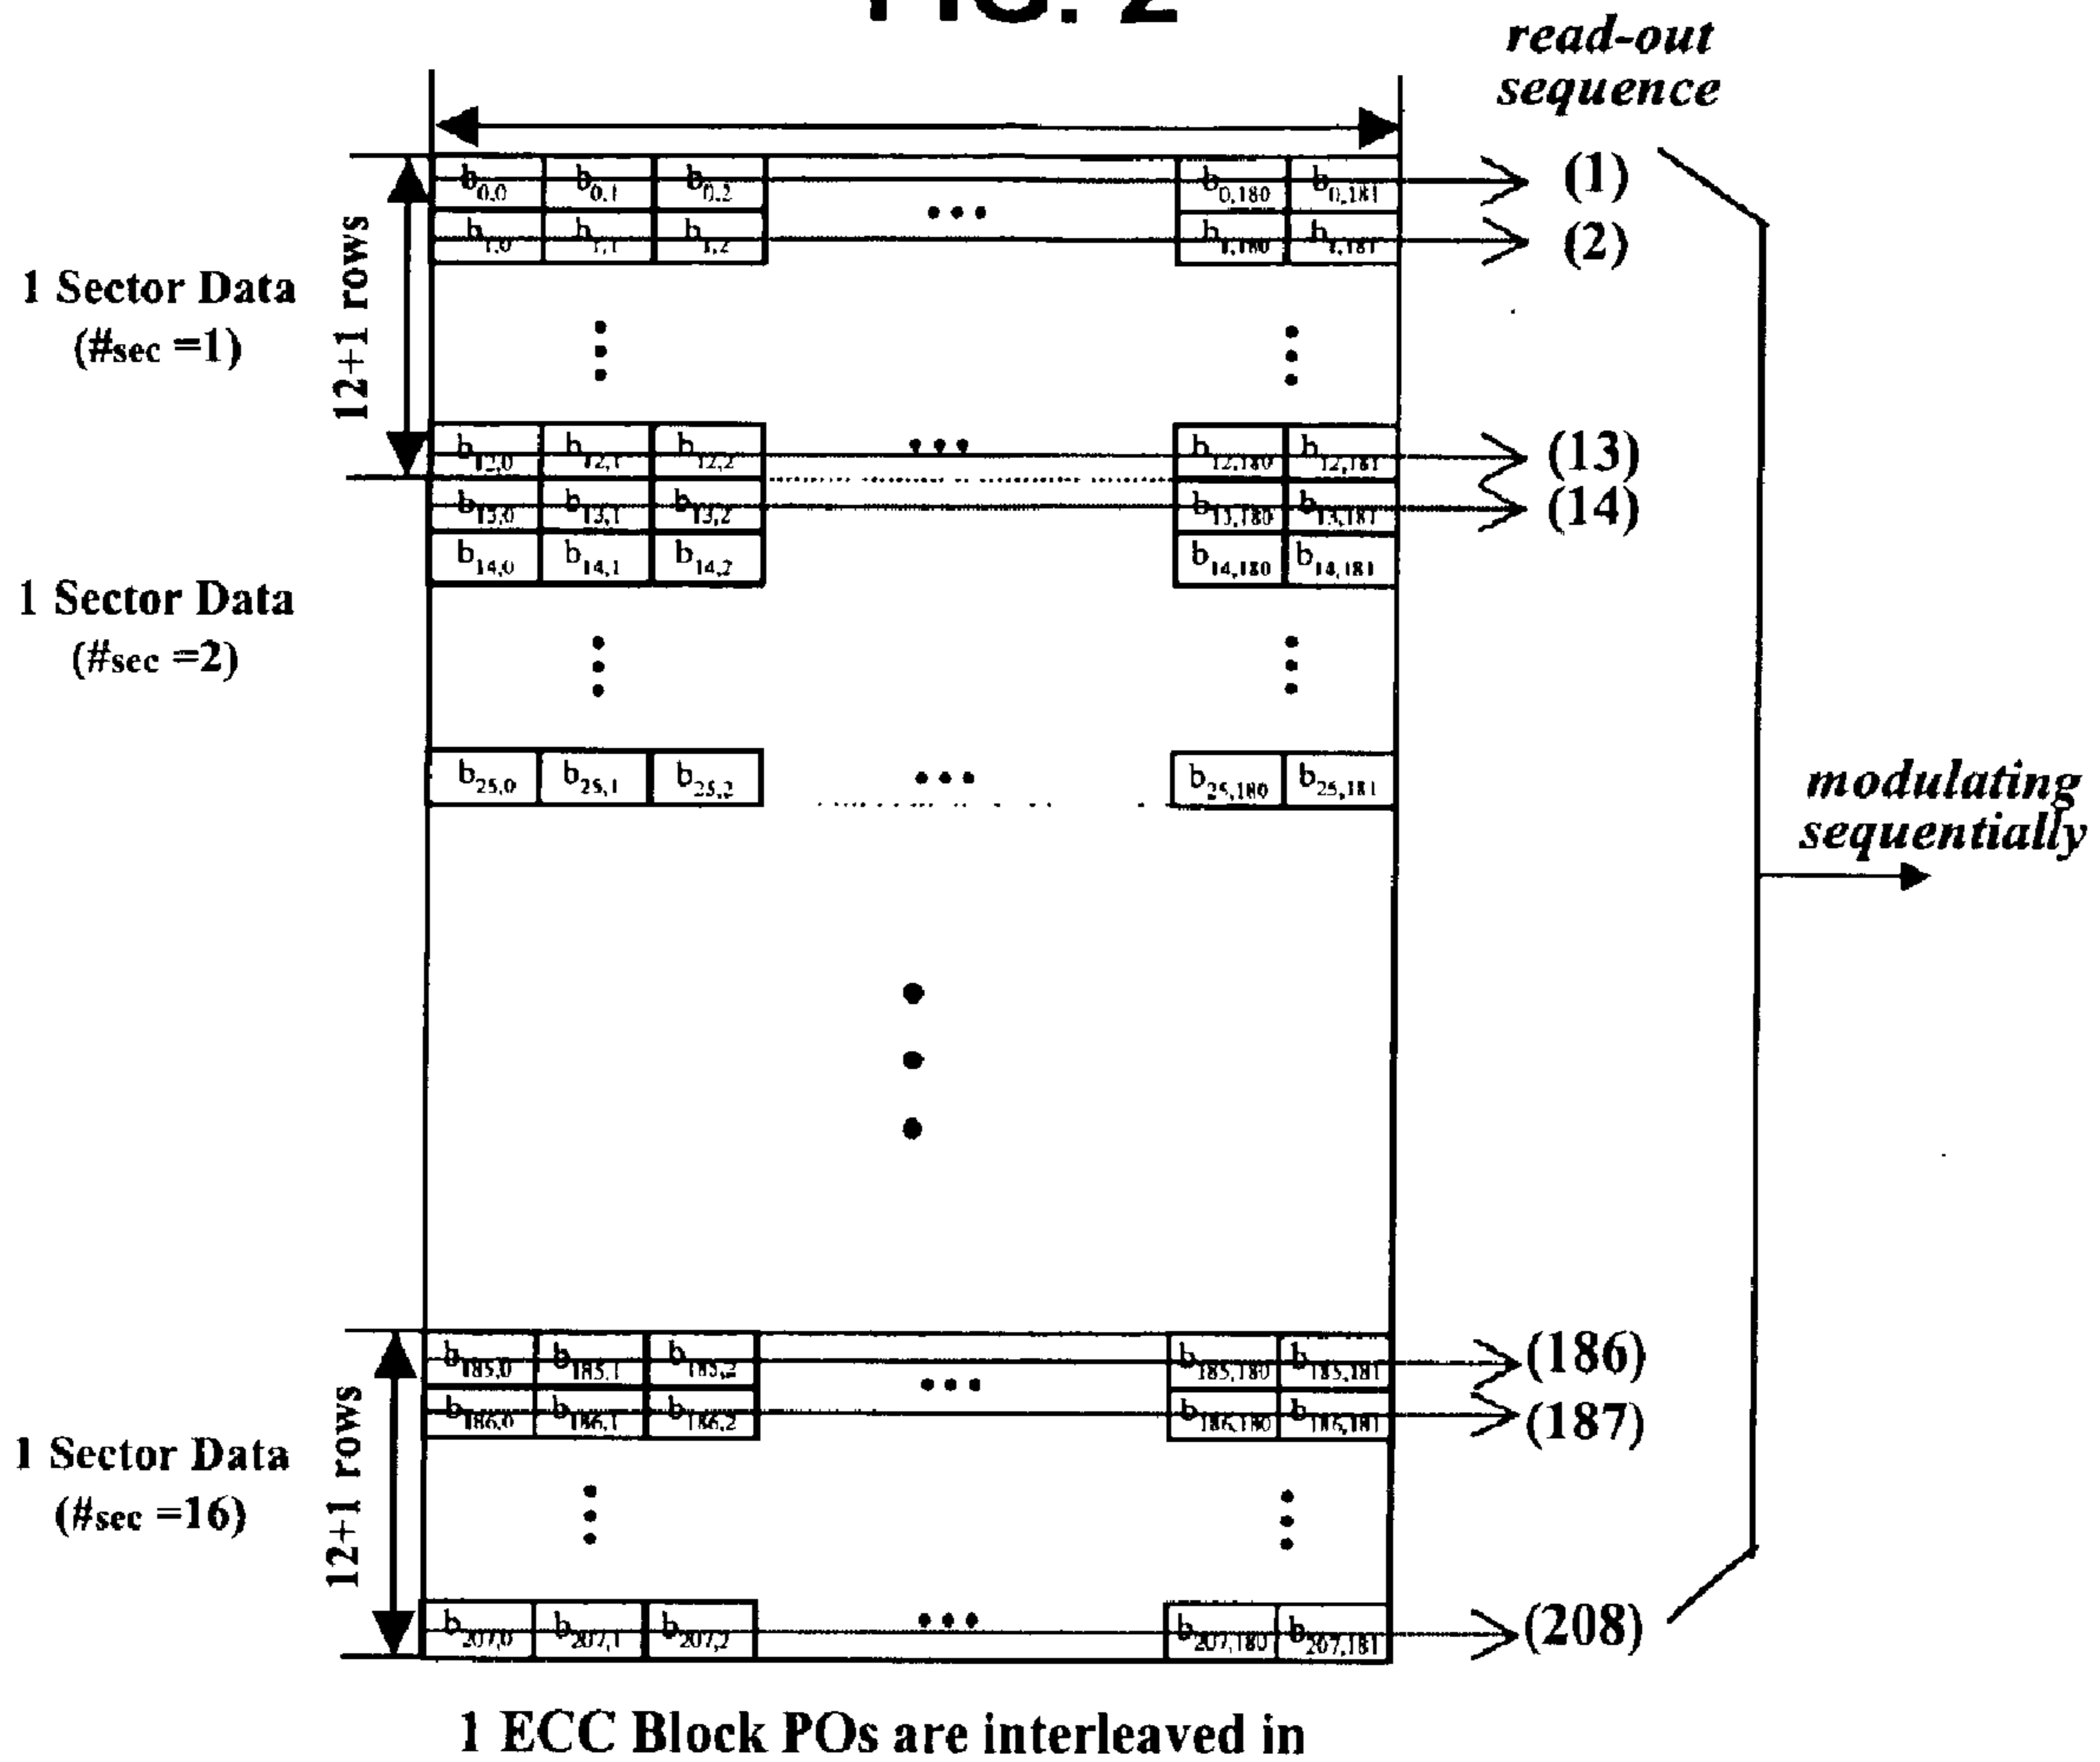 FIG. 2
read-out
sequence
b0,0 b0,1 b0,2 ... b0,180 b0,181 (1)
b1,0 b1,1 b1,2 b1,180 b1,181 (2)
1 Sector Data
(#sec =1)
12+1 rows
b12,0 b12,1 b12,2 ... b12,180 b12,181 (13)
b13,0 b13,1 b13,2 b13,180 b13,181 (14)
b14,0 b14,1 b14,2 b14,180 b14,181
1 Sector Data
(#sec =2)
b25,0 b25,1 b25,2 ... b25,180 b25,181
modulating
sequentially
b185,0 b185,1 b185,2 ... b185,180 b185,181 (186)
b186,0 b186,1 b186,2 b186,180 b186,181 (187)
1 Sector Data
(#sec =16)
12+1 rows
b207,0 b207,1 b207,2 ... b207,180 b207,181 (208)
1 ECC Block POs are interleaved in